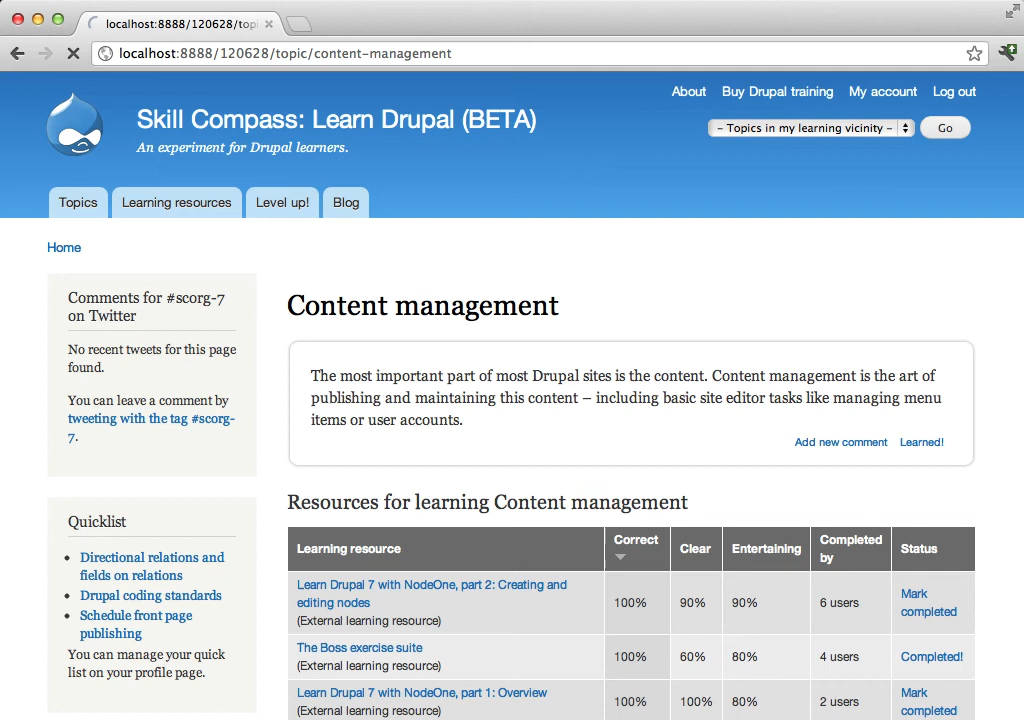 localhost:8888/120628/topi
localhost:8888/120628/topic/content-management
About Buy Drupal training My account Log out
Skill Compass: Learn Drupal (BETA)
– Topics in my learning vicinity – Go
An experiment for Drupal learners.
Topics Learning resources Level up! Blog
Home
Comments for #scorg-7
on Twitter
No recent tweets for this page
found.
You can leave a comment by
tweeting with the tag #scorg-
7.
Quicklist
Directional relations and
fields on relations
Drupal coding standards
Schedule front page
publishing
You can manage your quick
list on your profile page.
Content management
The most important part of most Drupal sites is the content. Content management is the art of
publishing and maintaining this content – including basic site editor tasks like managing menu
items or user accounts.
Add new comment Learned!
Resources for learning Content management
Learning resource Correct Clear Entertaining Completed by Status
Learn Drupal 7 with NodeOne, part 2: Creating and
editing nodes
(External learning resource)
100% 90% 90% 6 users Mark completed
The Boss exercise suite
(External learning resource)
100% 60% 80% 4 users Completed!
Learn Drupal 7 with NodeOne, part 1: Overview
(External learning resource)
100% 100% 80% 2 users Mark completed